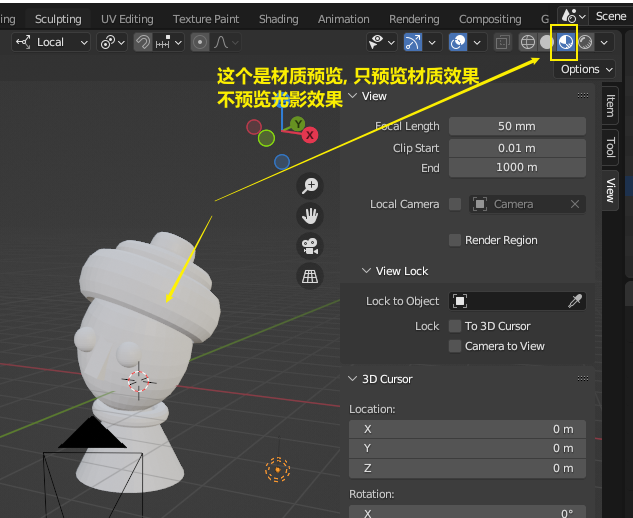 ing Sculpting UV Editing Texture Paint Shading Animation Rendering Compositing G Scene
Local
Options
这个是材质预览, 只预览材质效果
不预览光影效果
View
Focal Length 50 mm
Clip Start 0.01 m
End 1000 m
Local Camera Camera
Render Region
View Lock
Lock to Object
Lock To 3D Cursor
Camera to View
3D Cursor
Location:
X 0 m
Y 0 m
Z 0 m
Rotation:
X 0°
Item
Tool
View
Y
X